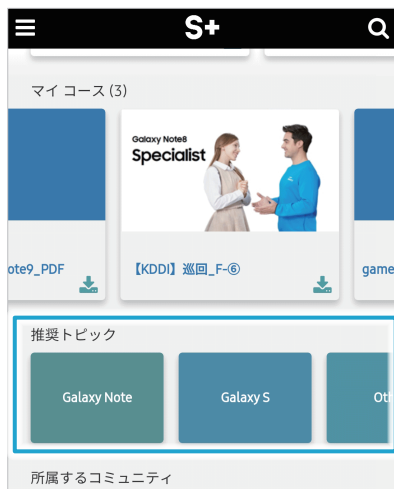 S+
マイ コース (3)
Galaxy Note8
Specialist
ote9_PDF
【KDDI】巡回_F-⑥
game
推奨トピック
Galaxy Note
Galaxy S
Oth
所属するコミュニティ